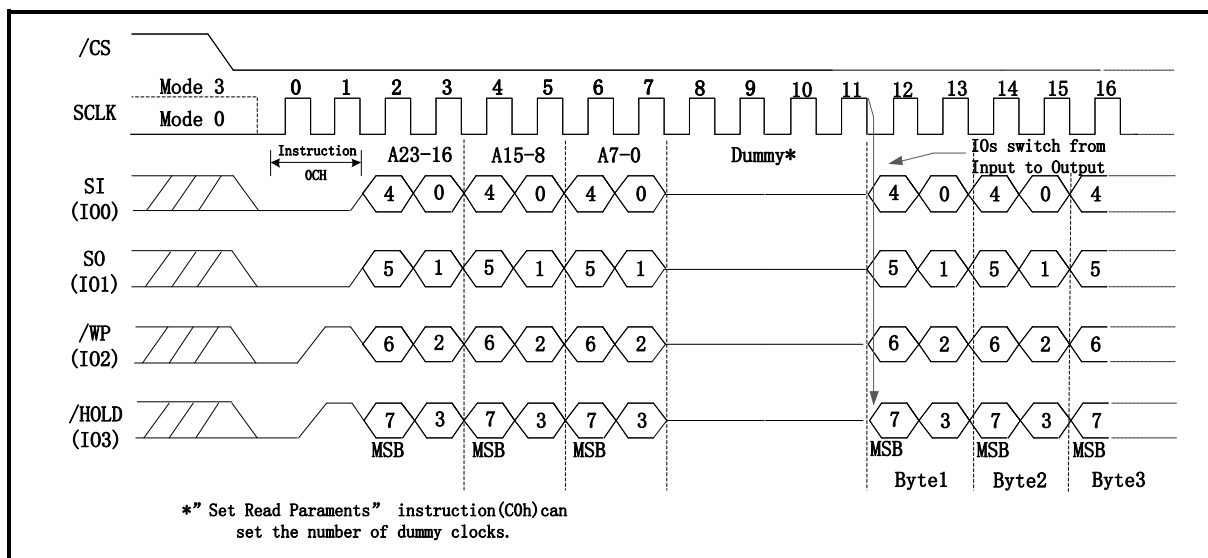 /CS
Mode 3
SCLK
Mode 0
0 1 2 3 4 5 6 7 8 9 10 11 12 13 14 15 16
Instruction
0CH
A23-16 A15-8 A7-0 Dummy*
IOs switch from
Input to Output
SI
(IO0)
4 0 4 0 4 0 4 0 4 0 4
SO
(IO1)
5 1 5 1 5 1 5 1 5 1 5
/WP
(IO2)
6 2 6 2 6 2 6 2 6 2 6
/HOLD
(IO3)
7 3 7 3 7 3 7 3 7 3 7
MSB MSB MSB MSB MSB MSB
Byte1 Byte2 Byte3
*” Set Read Paraments” instruction(C0h)can
set the number of dummy clocks.